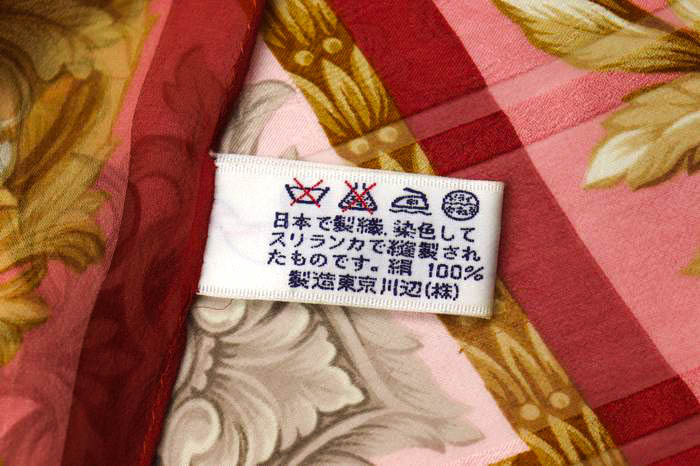 日本で製織、染色して
スリランカで縫製され
たものです。絹 100%
製造東京川辺(株)